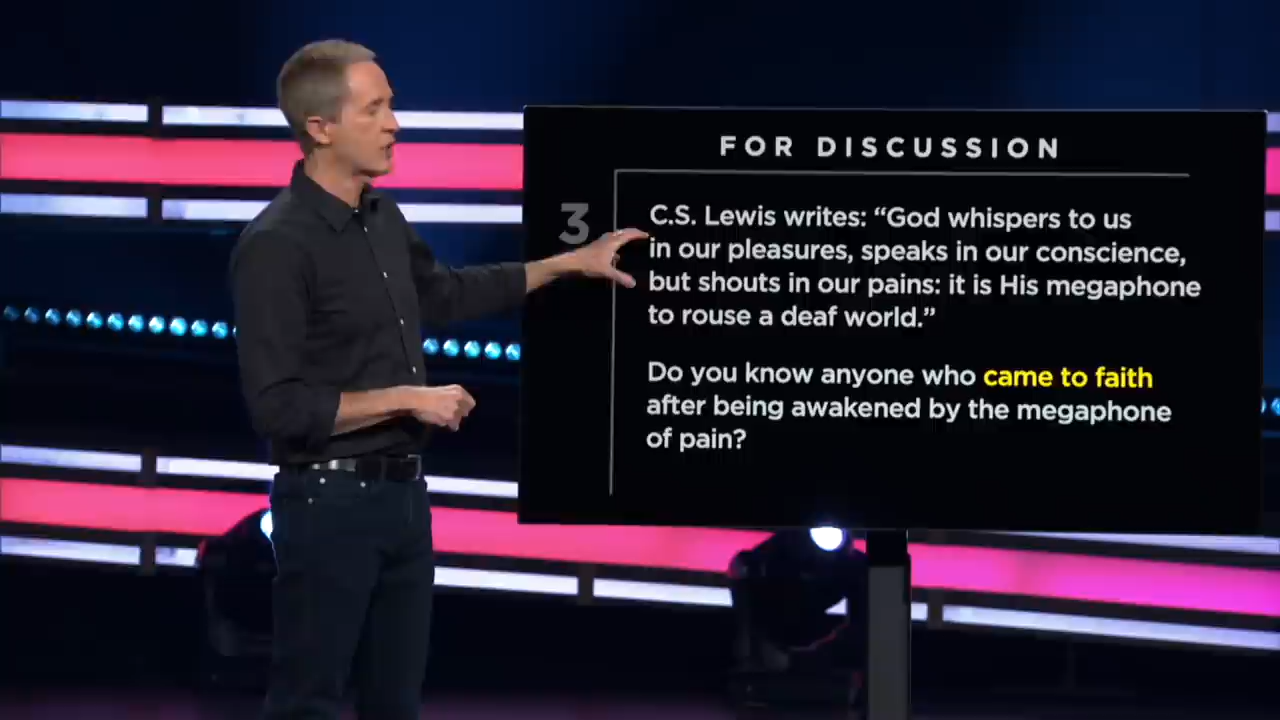 FOR DISCUSSION
3
C.S. Lewis writes: “God whispers to us
in our pleasures, speaks in our conscience,
but shouts in our pains: it is His megaphone
to rouse a deaf world.”
Do you know anyone who came to faith
after being awakened by the megaphone
of pain?